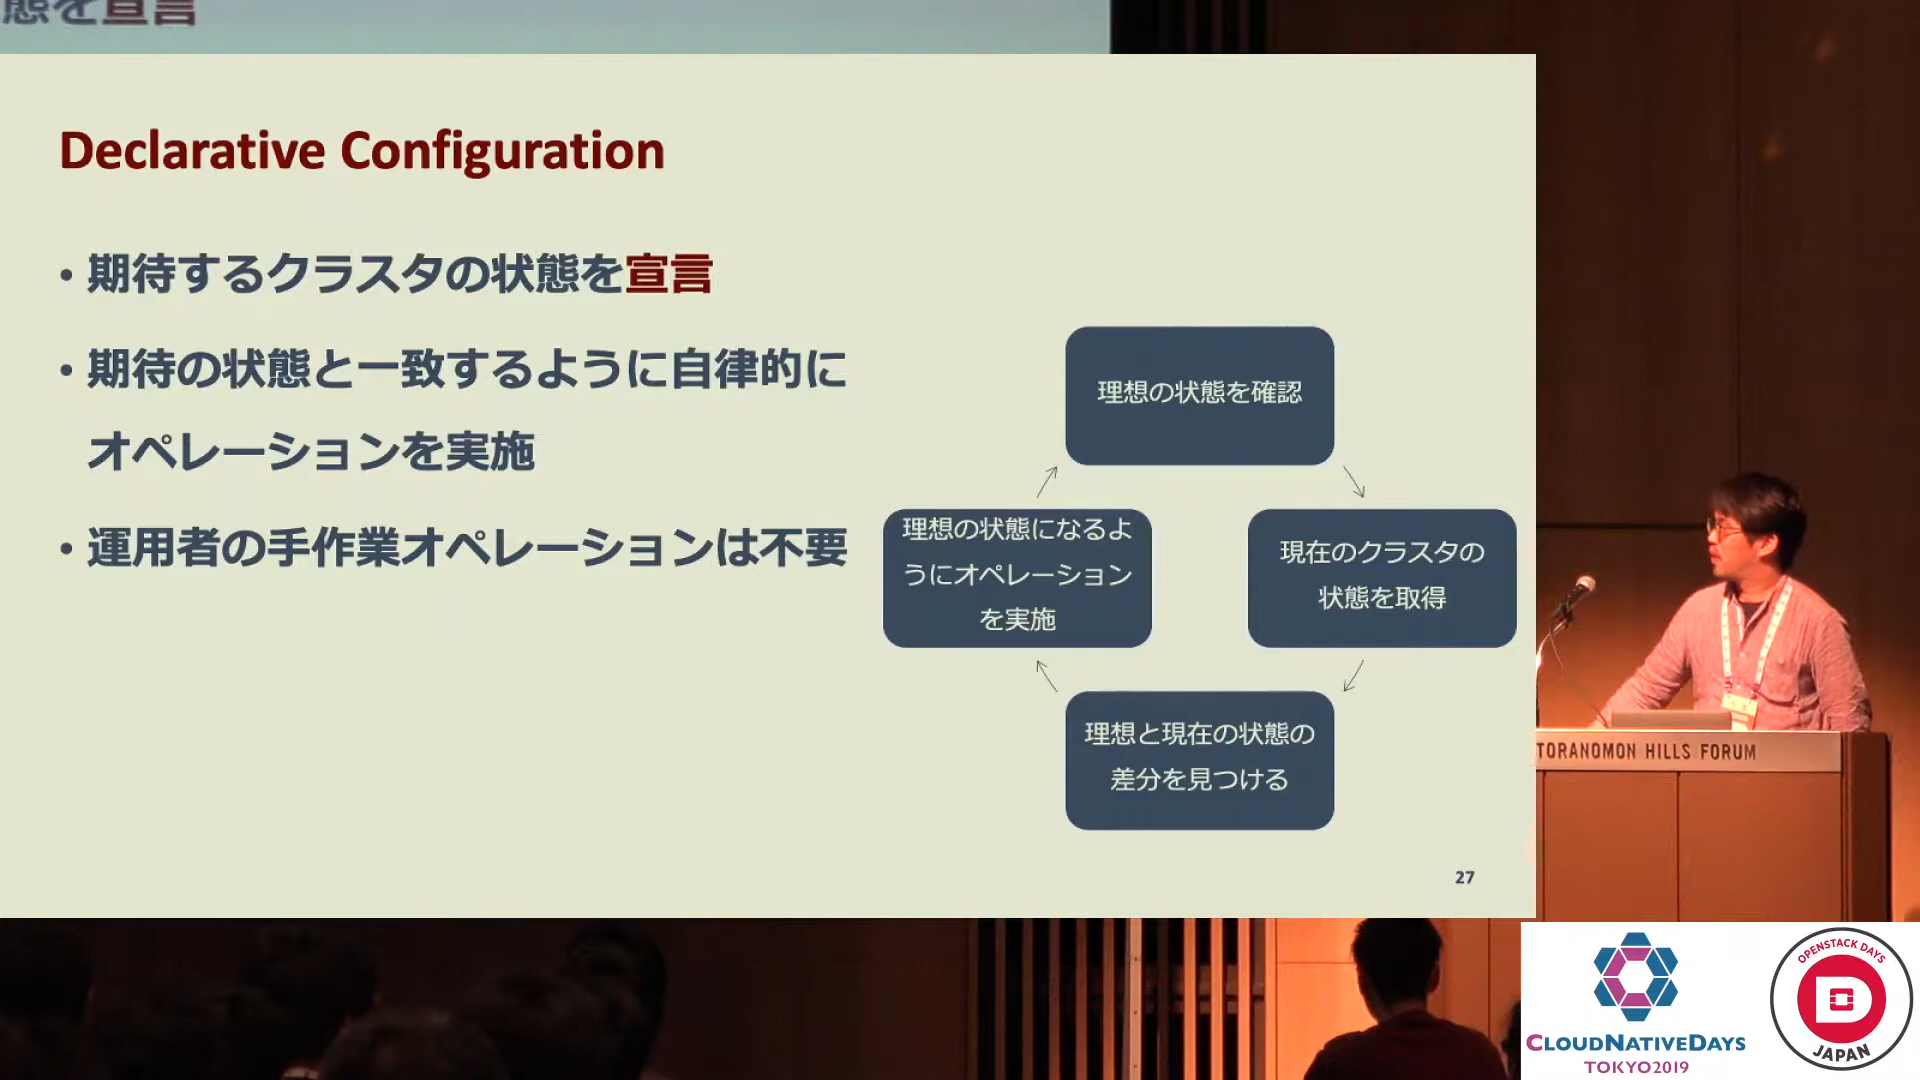 態を宣言
Declarative Configuration
• 期待するクラスタの状態を宣言
• 期待の状態と一致するように自律的に
オペレーションを実施
• 運用者の手作業オペレーションは不要
理想の状態を確認
現在のクラスタの
状態を取得
理想と現在の状態の
差分を見つける
理想の状態になるよ
うにオペレーション
を実施
27
TORANOMON HILLS FORUM
CLOUDNATIVEDAYS
TOKYO2019
OPENSTACK DAYS
JAPAN